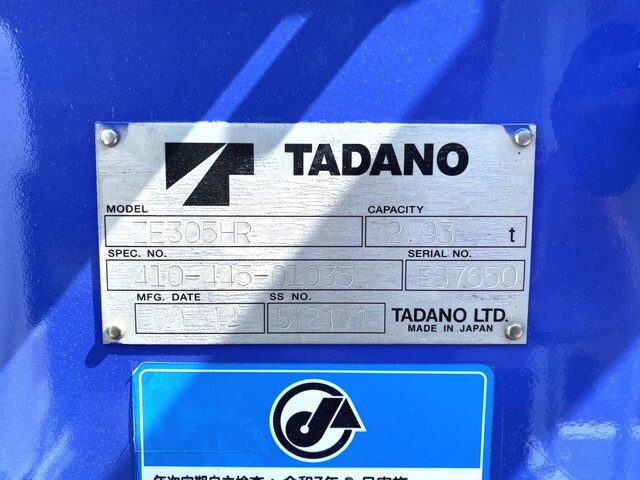 TADANO
MODEL
ZE305HR
CAPACITY
2.93 t
SPEC. NO.
410-445-01035
SERIAL NO.
MFG. DATE
SS NO.
TADANO LTD.
MADE IN JAPAN